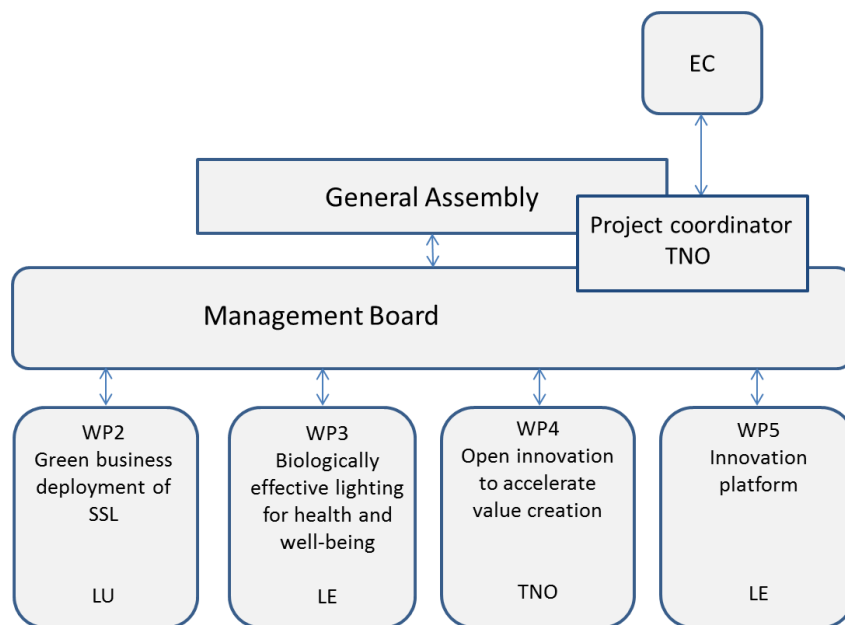 EC
General Assembly
Project coordinator
TNO
Management Board
WP2
Green business
deployment of
SSL
LU
WP3
Biologically
effective lighting
for health and
well-being
LE
WP4
Open innovation
to accelerate
value creation
TNO
WP5
Innovation
platform
LE